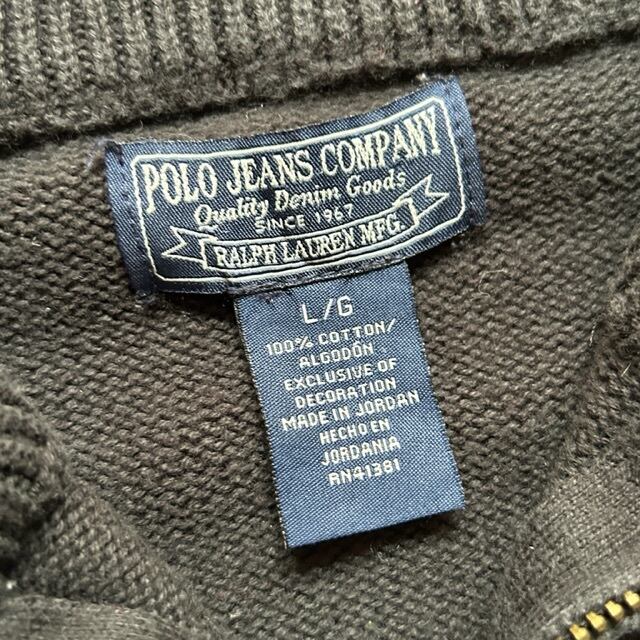 POLO JEANS COMPANY
Quality Denim Goods
SINCE 1967
RALPH LAUREN MFG.
L/G
100% COTTON/
ALGODÓN
EXCLUSIVE OF
DECORATION
MADE IN JORDAN
HECHO EN
JORDANIA
RN41381